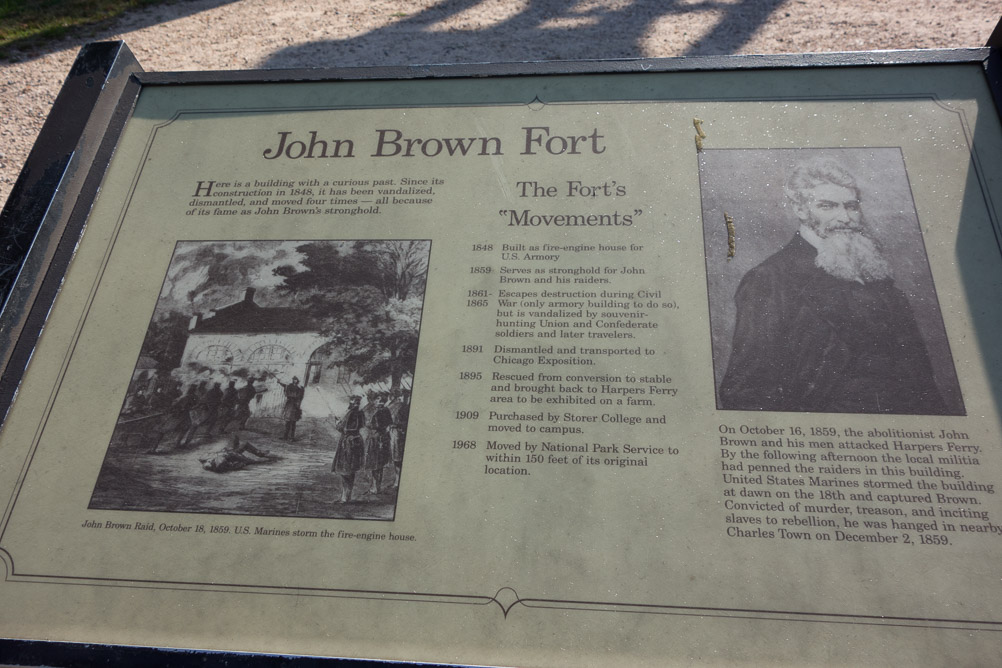 John Brown Fort
Here is a building with a curious past. Since its
construction in 1848, it has been vandalized,
dismantled, and moved four times — all because
of its fame as John Brown's stronghold.
John Brown Raid, October 18, 1859. U.S. Marines storm the fire-engine house.
The Fort's
"Movements"
1848 Built as fire-engine house for
U.S. Armory
1859 Serves as stronghold for John
Brown and his raiders.
1861- Escapes destruction during Civil
1865 War (only armory building to do so),
but is vandalized by souvenir-
hunting Union and Confederate
soldiers and later travelers.
1891 Dismantled and transported to
Chicago Exposition.
1895 Rescued from conversion to stable
and brought back to Harpers Ferry
area to be exhibited on a farm.
1909 Purchased by Storer College and
moved to campus.
1968 Moved by National Park Service to
within 150 feet of its original
location.
On October 16, 1859, the abolitionist John
Brown and his men attacked Harpers Ferry.
By the following afternoon the local militia
had penned the raiders in this building.
United States Marines stormed the building
at dawn on the 18th and captured Brown.
Convicted of murder, treason, and inciting
slaves to rebellion, he was hanged in nearby
Charles Town on December 2, 1859.